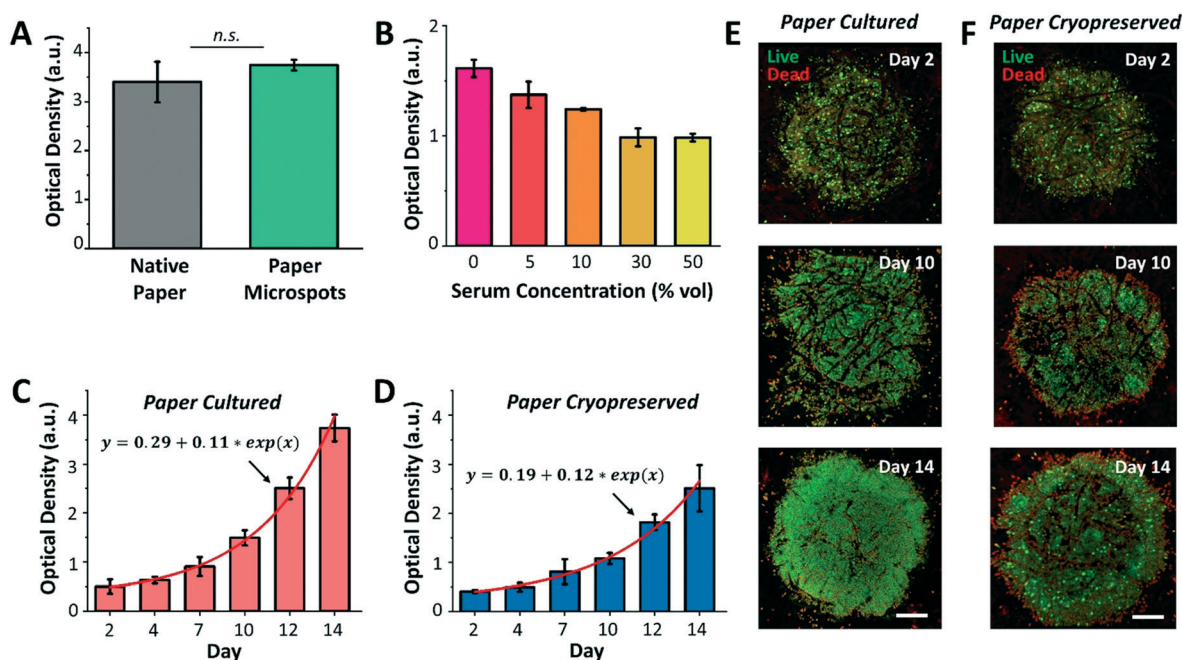 A
n.s.
Optical Density (a.u.)
4
3
2
1
0
Native
Paper
Paper
Microspots
B
Optical Density (a.u.)
2
1
0
0 5 10 30 50
Serum Concentration (% vol)
C
Paper Cultured
y = 0.29 + 0.11 * exp(x)
Optical Density (a.u.)
4
3
2
1
0
2 4 7 10 12 14
Day
D
Paper Cryopreserved
y = 0.19 + 0.12 * exp(x)
Optical Density (a.u.)
4
3
2
1
0
2 4 7 10 12 14
Day
E
Paper Cultured
Live
Dead
Day 2
Day 10
Day 14
F
Paper Cryopreserved
Live
Dead
Day 2
Day 10
Day 14